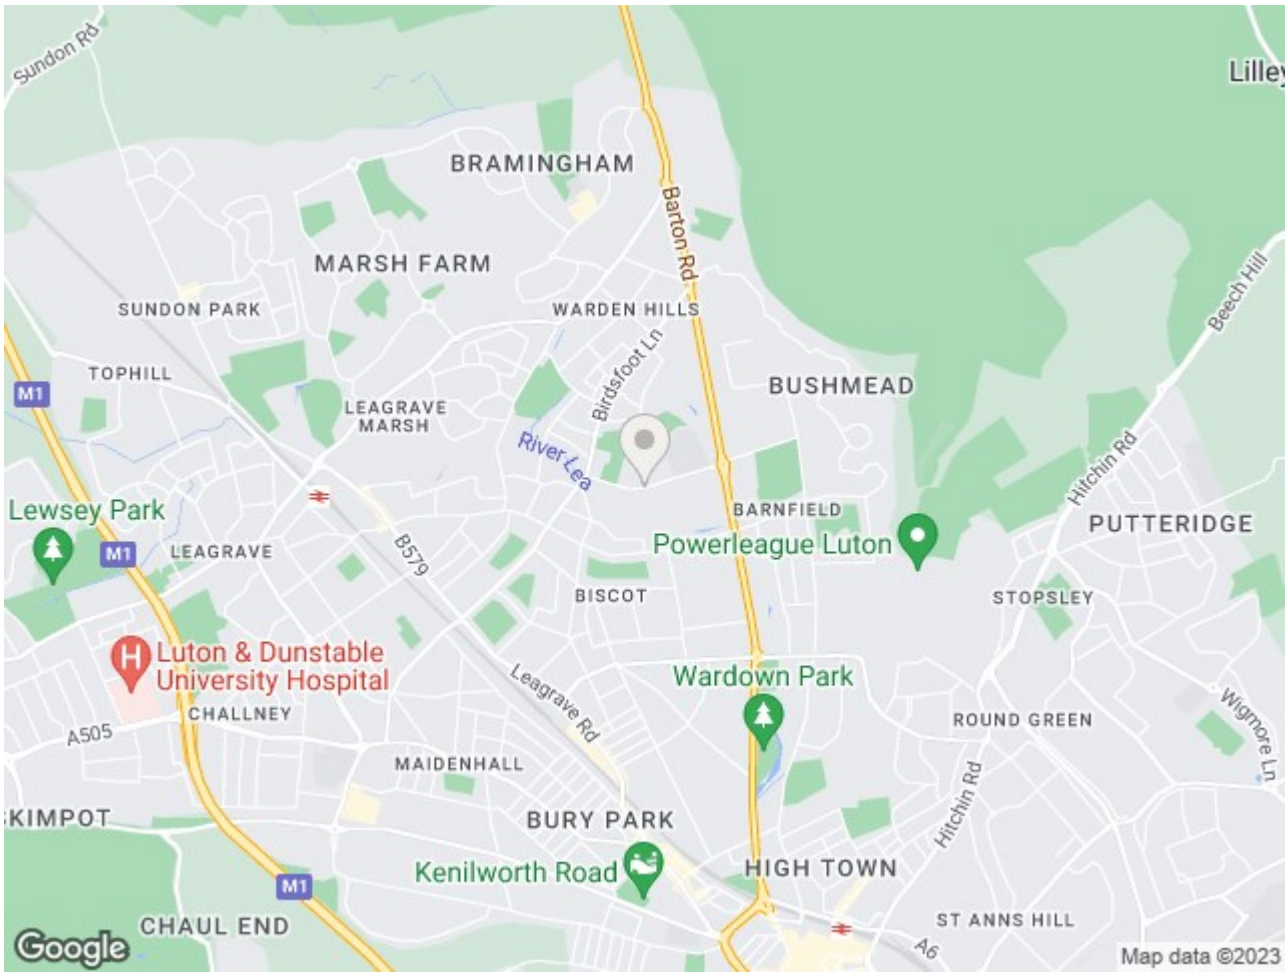 Sundon Rd
Lilley
BRAMINGHAM
Barton Rd
MARSH FARM
Beech Hill
SUNDON PARK
WARDEN HILLS
TOPHILL
Birdsfoot Ln
BUSHMEAD
M1
LEAGRAVE
MARSH
River Lea
Hitchin Rd
Lewsey Park
BARNFIELD
PUTTERIDGE
M1
LEAGRAVE
B579
Powerleague Luton
BISCOT
STOPSLEY
H
Luton & Dunstable
University Hospital
Leagrave Rd
Wardown Park
CHALLNEY
A505
ROUND GREEN
Wigmore Ln
MAIDENHALL
SKIMPOT
BURY PARK
Hitchin Rd
Kenilworth Road
HIGH TOWN
M1
CHAUL END
ST ANNS HILL
A6
Google
Map data ©2023